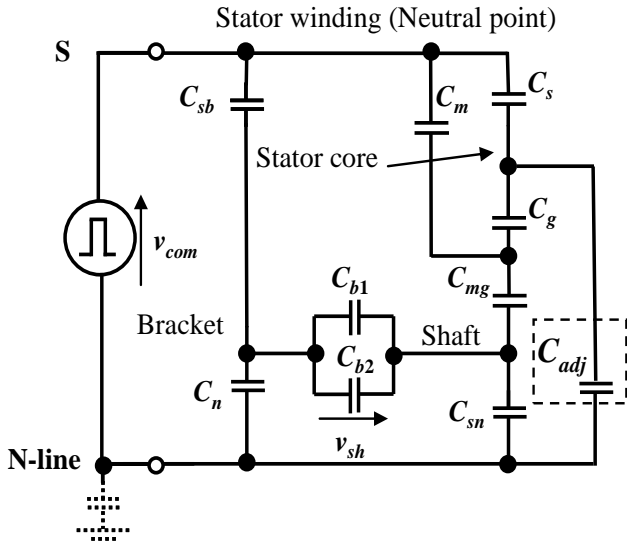 Stator winding (Neutral point)
S
C_sb
C_m
C_s
Stator core
C_g
v_com
C_b1
C_mg
Bracket
Shaft
C_b2
C_adj
C_n
C_sn
v_sh
N-line